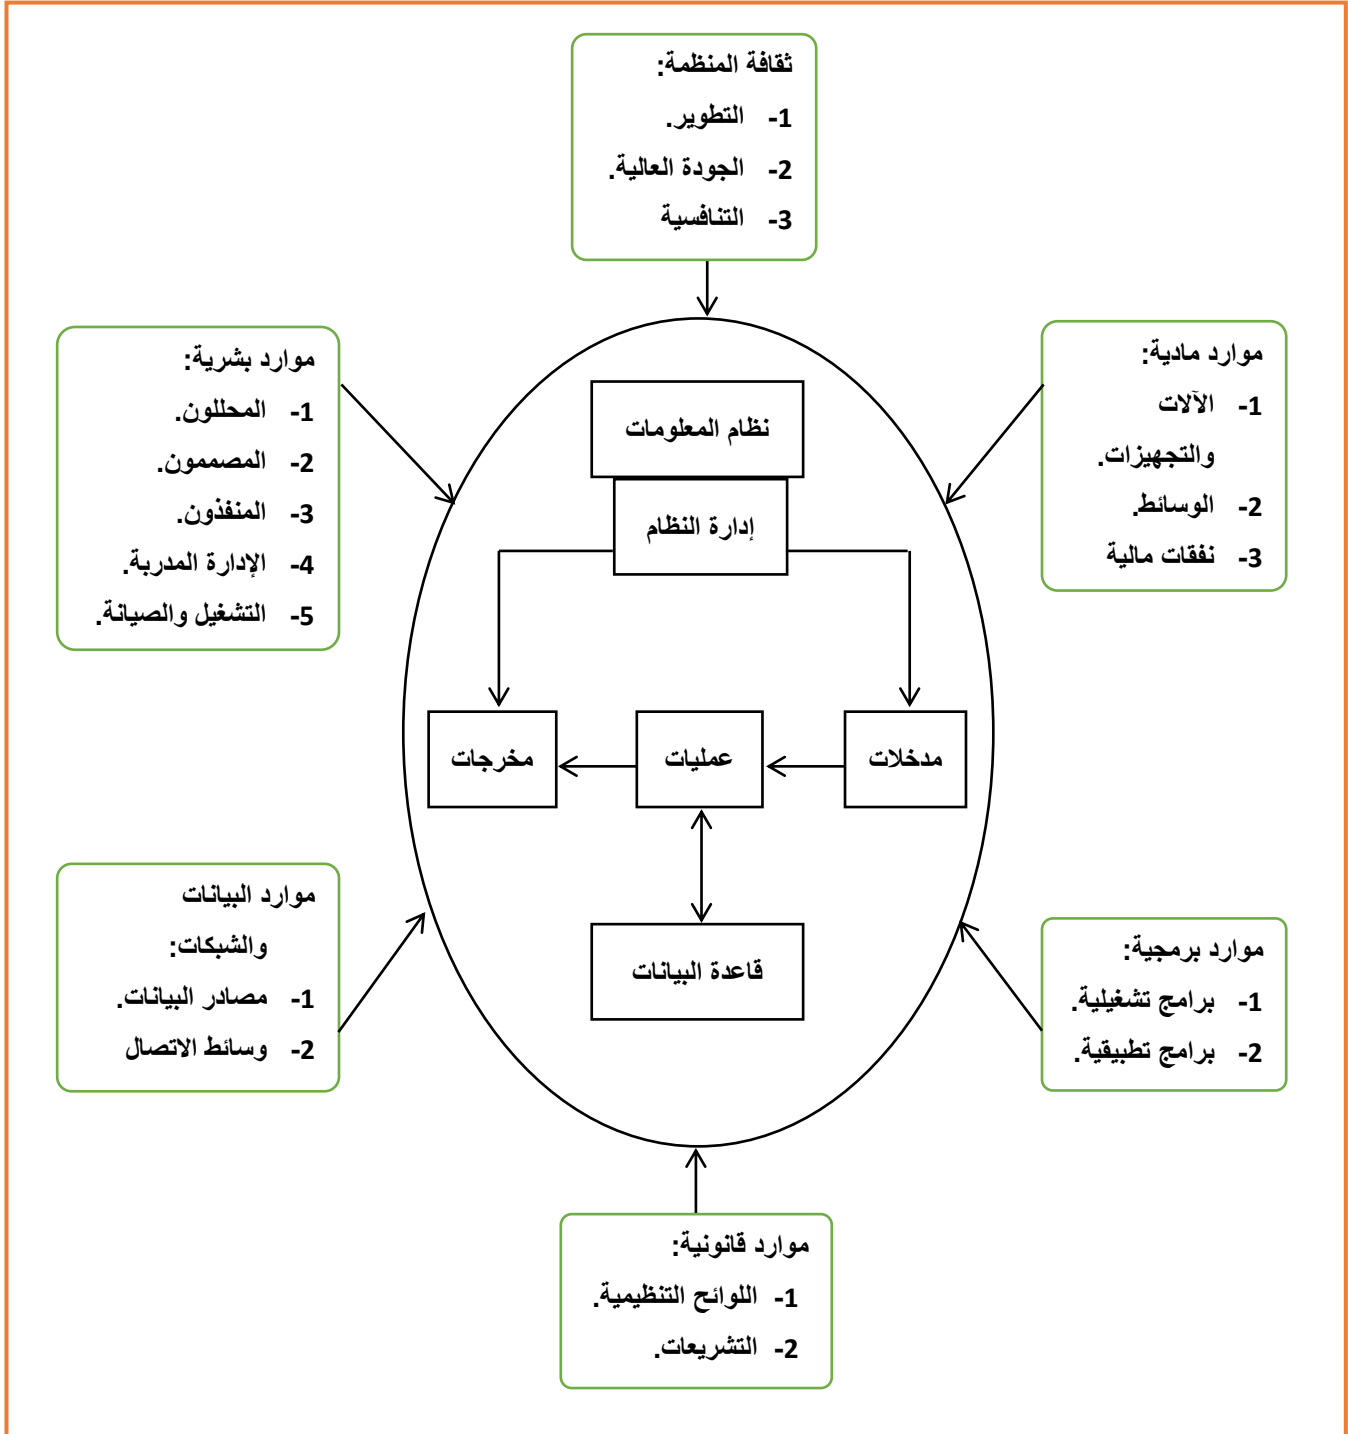 ثقافة المنظمة:
1- التطوير.
2- الجودة العالية.
3- التنافسية
موارد مادية:
1- الآلات
والتجهيزات.
2- الوسائط.
3- نفقات مالية
موارد بشرية:
1- المحللون.
2- المصممون.
3- المنفذون.
4- الإدارة المدربة.
5- التشغيل والصيانة.
نظام المعلومات
إدارة النظام
مدخلات
عمليات
مخرجات
قاعدة البيانات
موارد برمجية:
1- برامج تشغيلية.
2- برامج تطبيقية.
موارد البيانات
والشبكات:
1- مصادر البيانات.
2- وسائط الاتصال
موارد قانونية:
1- اللوائح التنظيمية.
2- التشريعات.